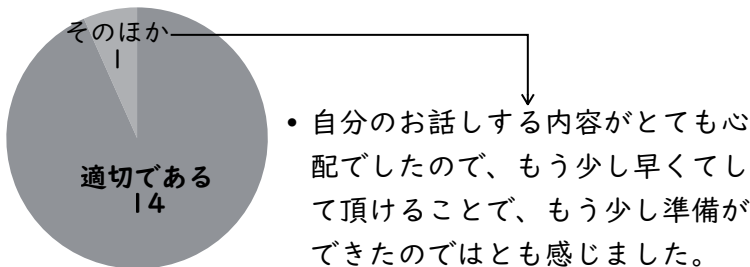 そのほか
1
適切である
14
• 自分のお話しする内容がとても心
配でしたので、もう少し早くてし
て頂けることで、もう少し準備が
できたのではとも感じました。